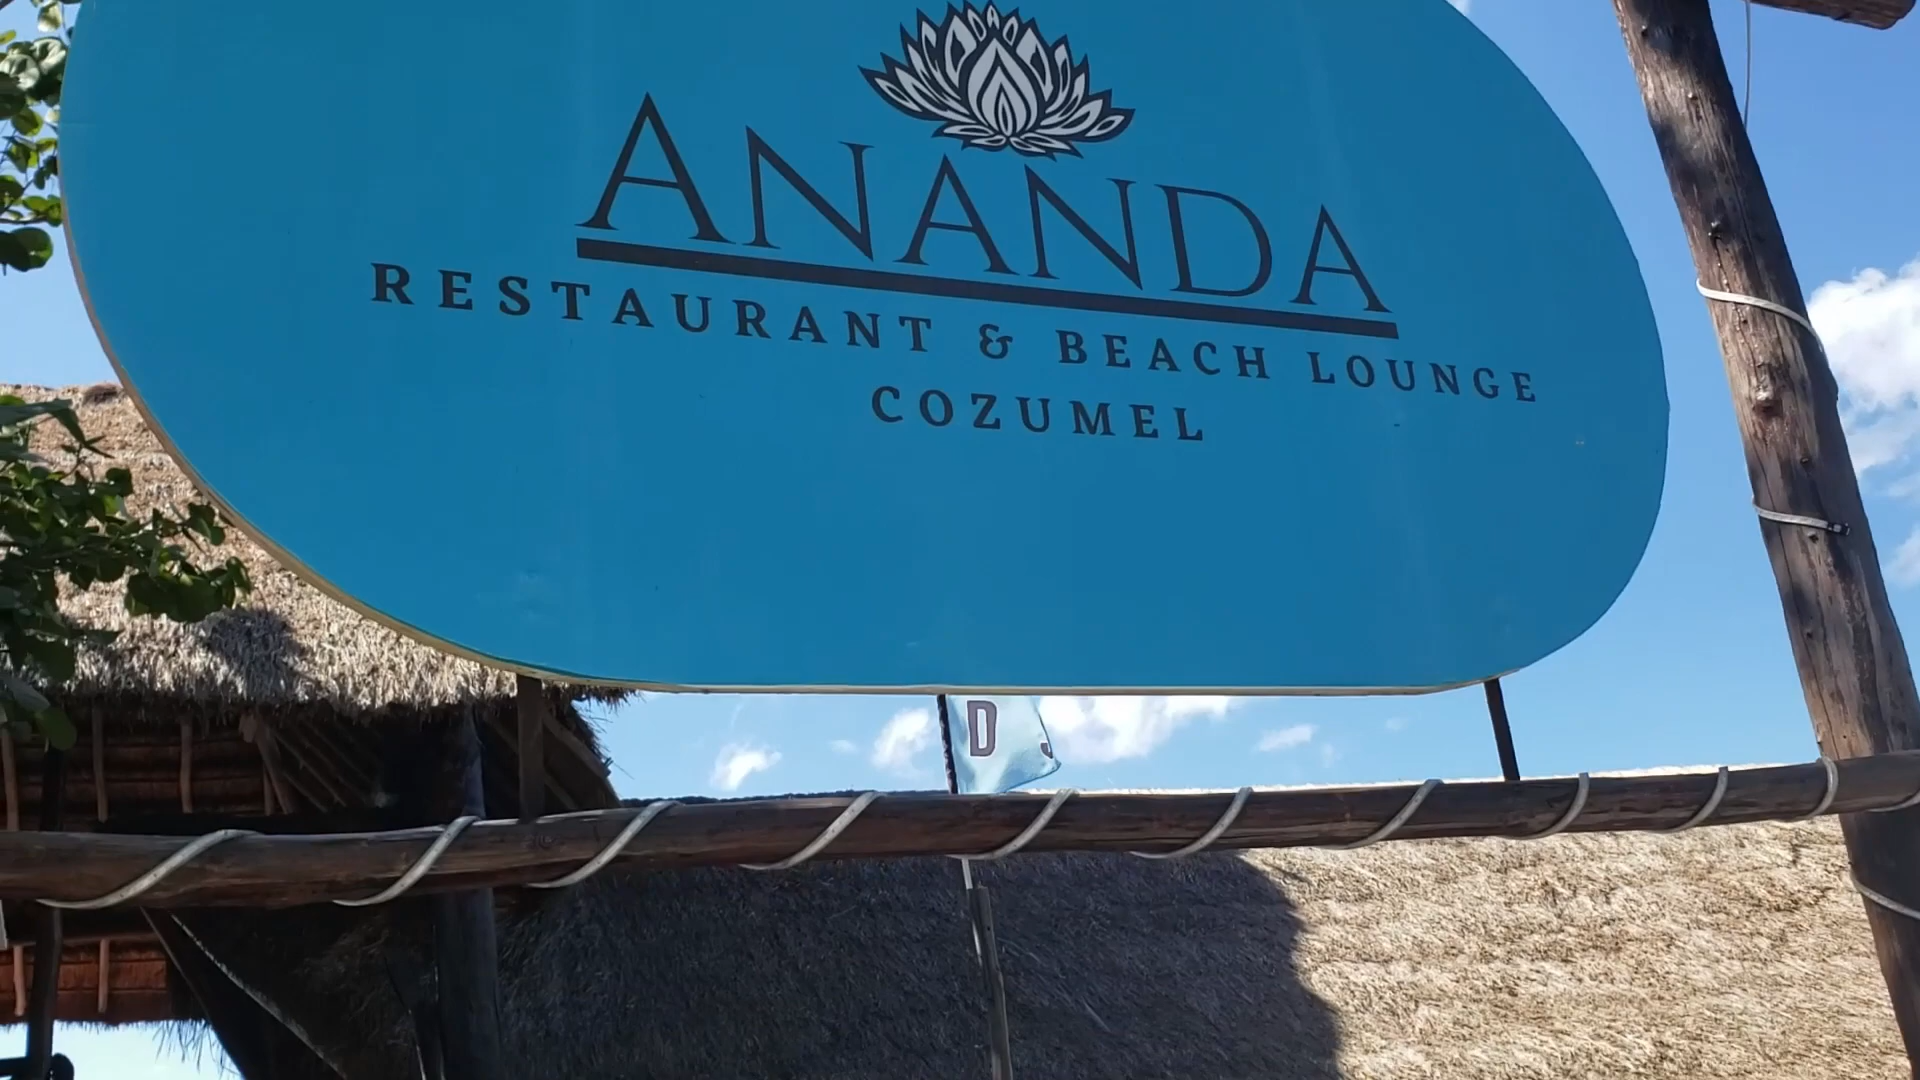 ANANDA
RESTAURANT & BEACH LOUNGE
COZUMEL
D